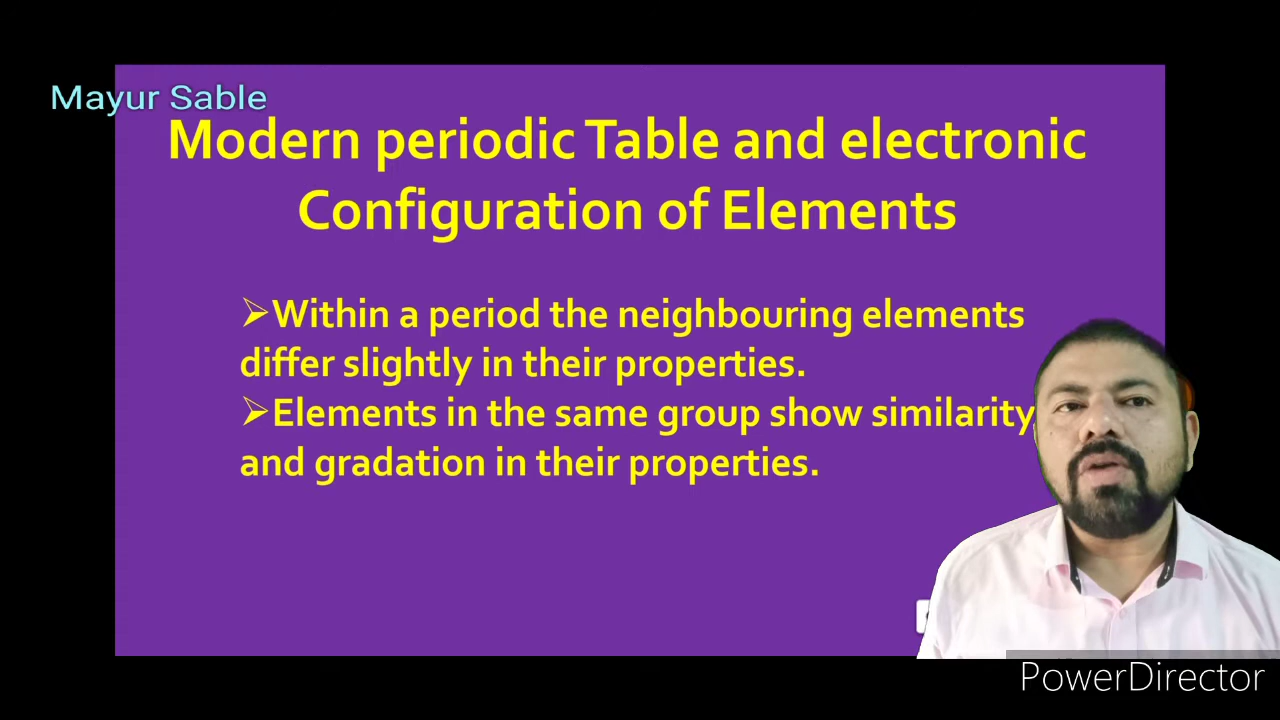 Mayur Sable
Modern periodic Table and electronic
Configuration of Elements
➢Within a period the neighbouring elements
differ slightly in their properties.
➢Elements in the same group show similarity
and gradation in their properties.
PowerDirector